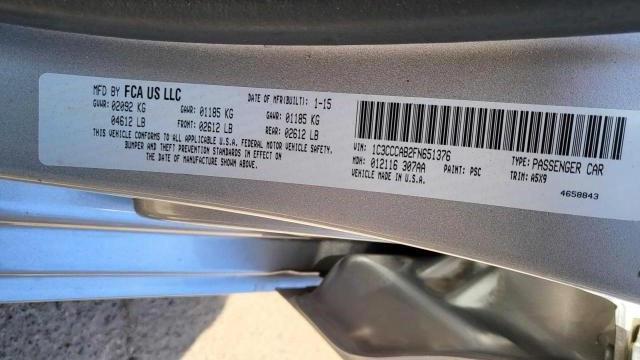 MFD BY FCA US LLC DATE OF MFR(BUILT): 1-15
GVWR: 02092 KG GAWR: 01185 KG GAWR: 01185 KG
04612 LB FRONT: 02612 LB REAR: 02612 LB
THIS VEHICLE CONFORMS TO ALL APPLICABLE U.S.A. FEDERAL MOTOR VEHICLE SAFETY,
BUMPER AND THEFT PREVENTION STANDARDS IN EFFECT ON
THE DATE OF MANUFACTURE SHOWN ABOVE.
VIN: 1C3CCCAB2FN651376 TYPE: PASSENGER CAR
MDH: 012116 307AA PAINT: PSC TRIM: A5X9
VEHICLE MADE IN U.S.A. 4658843